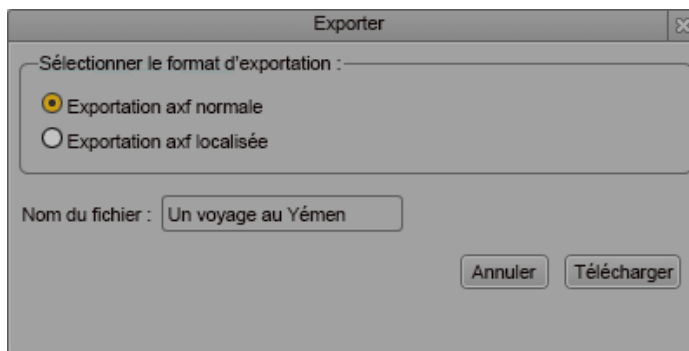 Exporter
Sélectionner le format d'exportation :
Exportation axf normale
Exportation axf localisée
Nom du fichier : Un voyage au Yémen
Annuler Télécharger